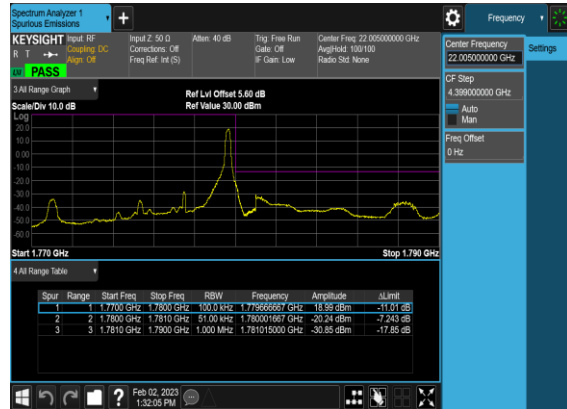 Spectrum Analyzer 1
Spurious Emissions
+
Frequency
KEYSIGHT
R T
LW PASS
Input: RF
Coupling: DC
Align: Off
Input Z: 50 Ω
Corrections: Off
Freq Ref: Int (S)
Atten: 40 dB
Trig: Free Run
Gate: Off
IF Gain: Low
Center Freq: 22.005000000 GHz
Avg|Hold: 100/100
Radio Std: None
Center Frequency
22.005000000 GHz
Settings
CF Step
4.399000000 GHz
Auto
Man
Freq Offset
0 Hz
3 All Range Graph
Scale/Div 10.0 dB
Ref Lvl Offset 5.60 dB
Ref Value 30.00 dBm
Log
20.0
10.0
0.00
-10.0
-20.0
-30.0
-40.0
-50.0
-60.0
Start 1.770 GHz
Stop 1.790 GHz
4 All Range Table
Spur Range Start Freq Stop Freq RBW Frequency Amplitude ΔLimit
1 1 1.7700 GHz 1.7800 GHz 100.0 kHz 1.779666667 GHz 18.99 dBm -11.01 dB
2 2 1.7800 GHz 1.7810 GHz 51.00 kHz 1.780001667 GHz -20.24 dBm -7.243 dB
3 3 1.7810 GHz 1.7900 GHz 1.000 MHz 1.781015000 GHz -30.85 dBm -17.85 dB
?
Feb 02, 2023
1:32:05 PM